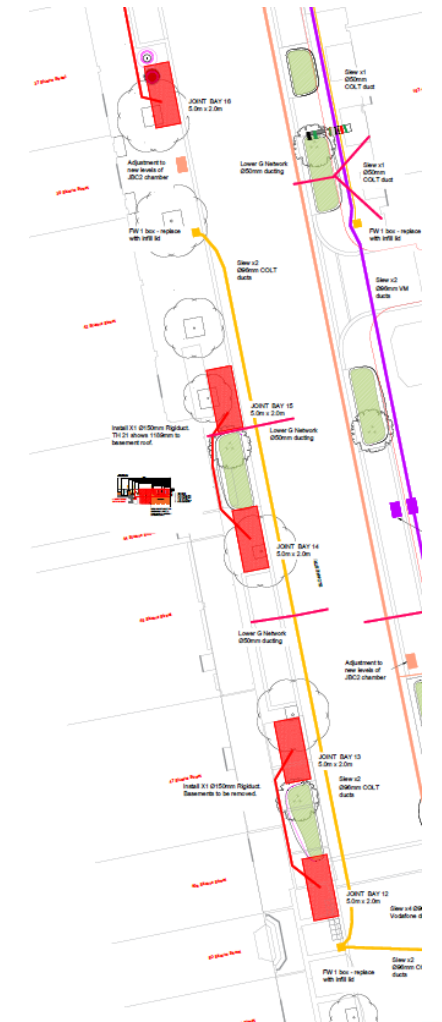 Slew x1
Ø50mm
COLT duct
JOINT BAY 16
5.0m x 2.0m
Adjustment to
new levels of
JBC2 chamber
Lower G Network
Ø50mm ducting
Slew x1
Ø50mm
COLT duct
FW 1 box - replace
with infill lid
FW 1 box - replace
with infill lid
Slew x2
Ø96mm COLT
ducts
Slew x2
Ø96mm VM
ducts
JOINT BAY 15
5.0m x 2.0m
Install X1 Ø150mm Rigiduct.
TH 21 shows 1189mm to
basement roof.
Lower G Network
Ø50mm ducting
JOINT BAY 14
5.0m x 2.0m
Lower G Network
Ø50mm ducting
Adjustment to
new levels of
JBC2 chamber
JOINT BAY 13
5.0m x 2.0m
Install X1 Ø150mm Rigiduct.
Basements to be removed.
Slew x2
Ø96mm COLT
ducts
JOINT BAY 12
5.0m x 2.0m
Slew x4
Vodafone
Slew x2
FW 1 box - replace
with infill lid